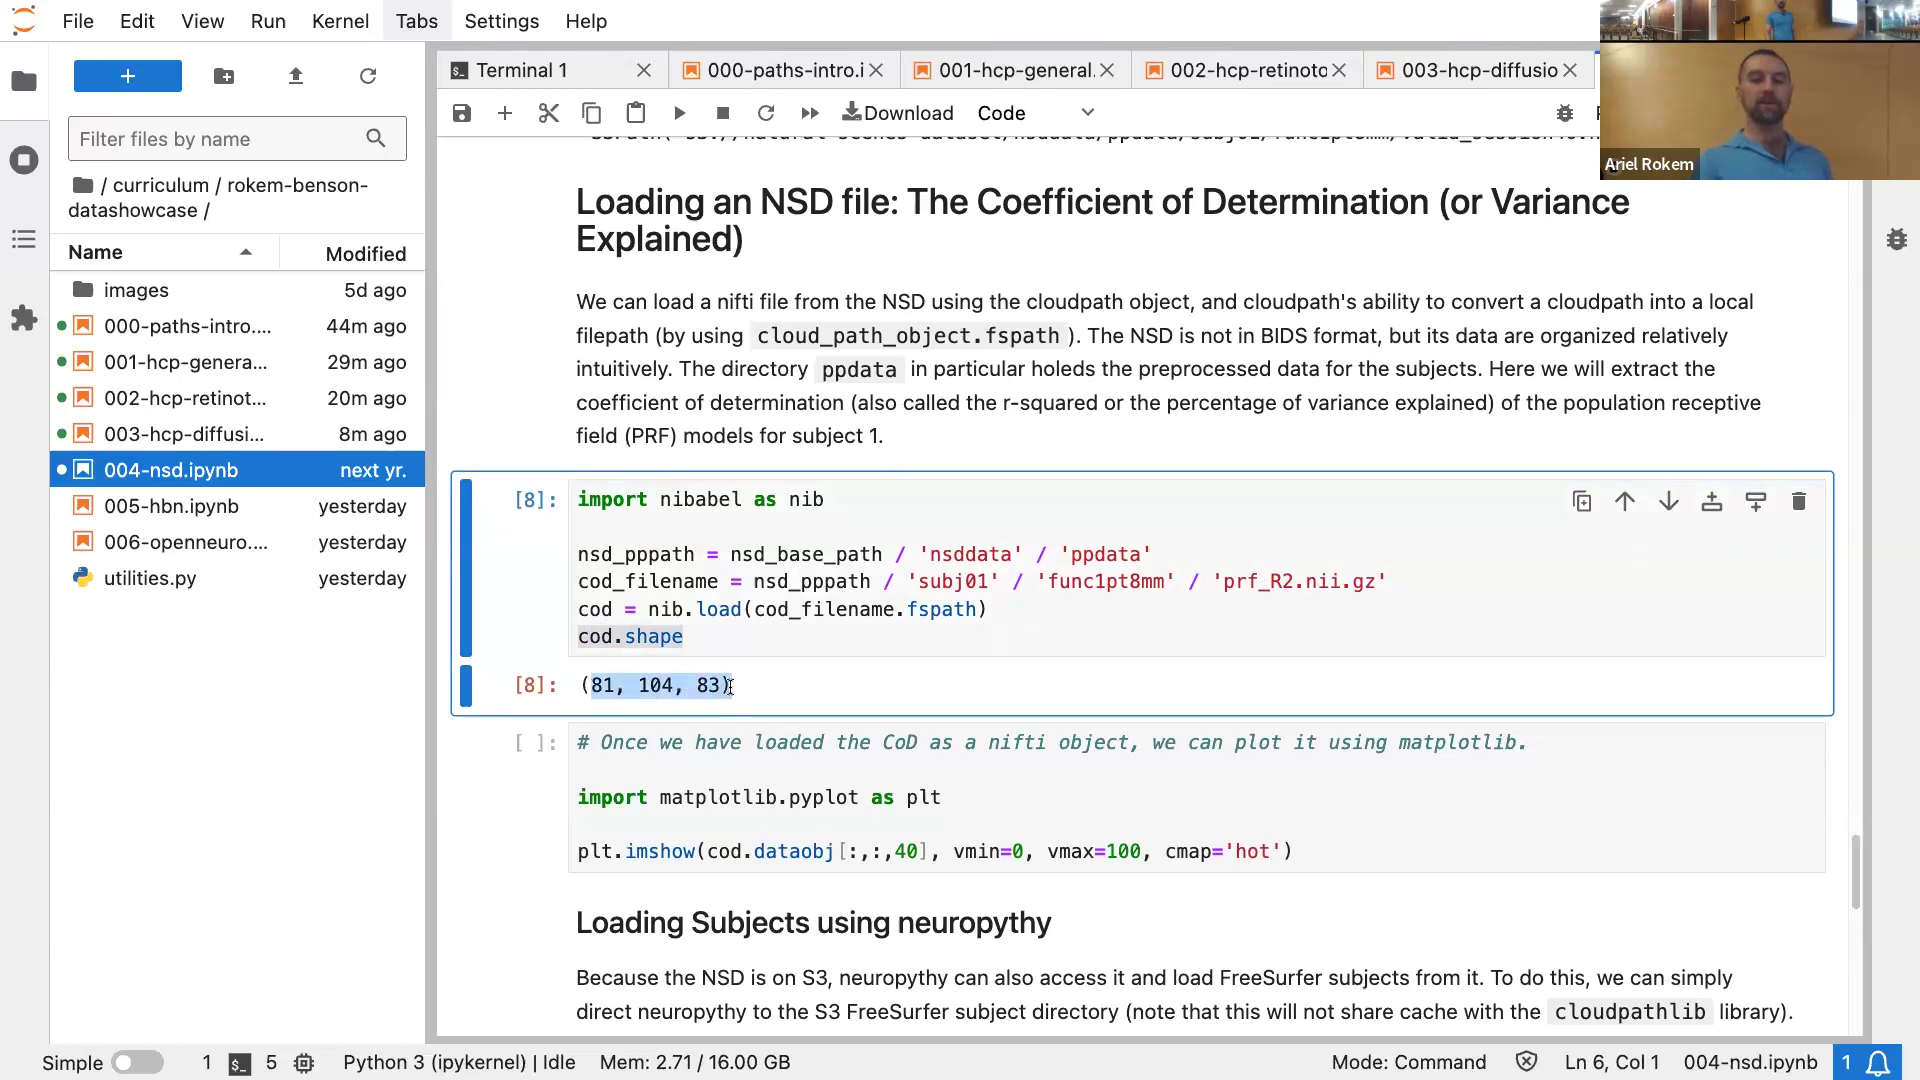 File Edit View Run Kernel Tabs Settings Help
Terminal 1 000-paths-intro.i 001-hcp-general. 002-hcp-retinoto 003-hcp-diffusio
Download Code
Filter files by name
/ curriculum / rokem-benson-
datashowcase /
Name Modified
images 5d ago
000-paths-intro.... 44m ago
001-hcp-genera... 29m ago
002-hcp-retinot... 20m ago
003-hcp-diffusi... 8m ago
004-nsd.ipynb next yr.
005-hbn.ipynb yesterday
006-openneuro.... yesterday
utilities.py yesterday
Ariel Rokem
Loading an NSD file: The Coefficient of Determination (or Variance
Explained)
We can load a nifti file from the NSD using the cloudpath object, and cloudpath's ability to convert a cloudpath into a local
filepath (by using cloud_path_object.fspath ). The NSD is not in BIDS format, but its data are organized relatively
intuitively. The directory ppdata in particular holeds the preprocessed data for the subjects. Here we will extract the
coefficient of determination (also called the r-squared or the percentage of variance explained) of the population receptive
field (PRF) models for subject 1.
[8]: import nibabel as nib
nsd_pppath = nsd_base_path / 'nsddata' / 'ppdata'
cod_filename = nsd_pppath / 'subj01' / 'func1pt8mm' / 'prf_R2.nii.gz'
cod = nib.load(cod_filename.fspath)
cod.shape
[8]: (81, 104, 83)
[ ]: # Once we have loaded the CoD as a nifti object, we can plot it using matplotlib.
import matplotlib.pyplot as plt
plt.imshow(cod.dataobj[:,:,40], vmin=0, vmax=100, cmap='hot')
Loading Subjects using neuropythy
Because the NSD is on S3, neuropythy can also access it and load FreeSurfer subjects from it. To do this, we can simply
direct neuropythy to the S3 FreeSurfer subject directory (note that this will not share cache with the cloudpathlib library).
Simple 1 5 Python 3 (ipykernel) | Idle Mem: 2.71 / 16.00 GB Mode: Command Ln 6, Col 1 004-nsd.ipynb 1